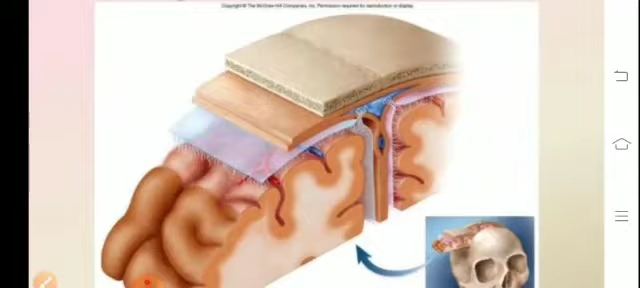 Copyright © The McGraw-Hill Companies, Inc. Permission required for reproduction or display.